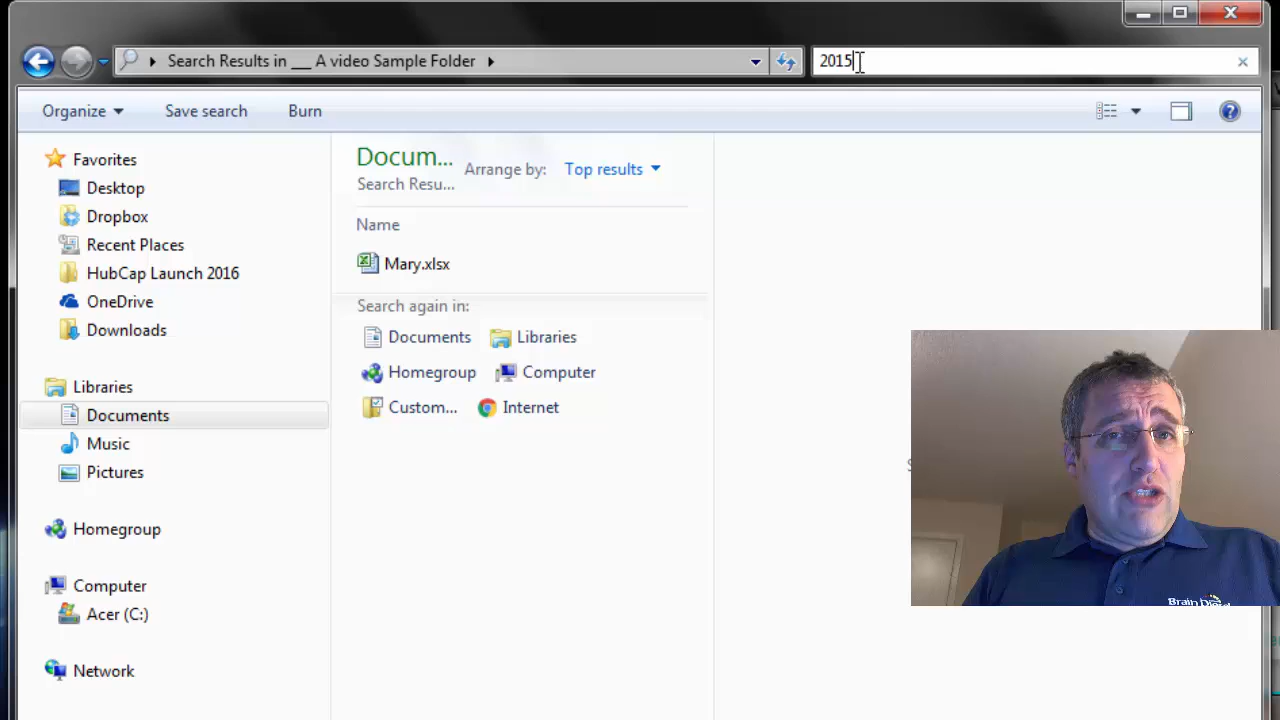 Search Results in ___ A video Sample Folder
2015
Organize
Save search
Burn
Favorites
Desktop
Dropbox
Recent Places
HubCap Launch 2016
OneDrive
Downloads
Libraries
Documents
Music
Pictures
Homegroup
Computer
Acer (C:)
Network
Docum...
Search Resu...
Arrange by:
Top results
Name
Mary.xlsx
Search again in:
Documents
Libraries
Homegroup
Computer
Custom...
Internet
Brain